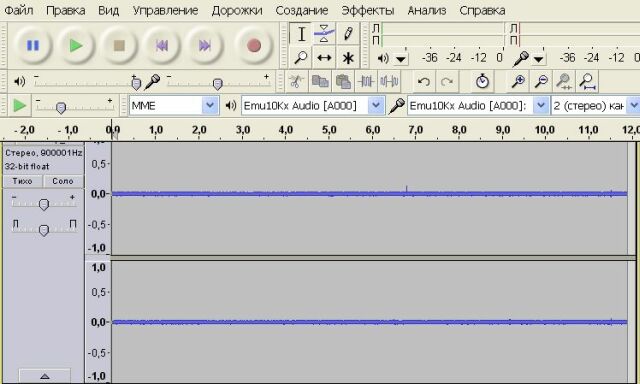 Файл Правка Вид Управление Дорожки Создание Эффекты Анализ Справка
Л
П
-36 -24 -12 0
Л
П
-36 -24 -12 0
- +
- +
MME Emu10Kx Audio [A000] Emu10Kx Audio [A000]: 2 (стерео) кан
-2,0 -1,0 0,0 1,0 2,0 3,0 4,0 5,0 6,0 7,0 8,0 9,0 10,0 11,0 12,0
Стерео, 900001Hz
32-bit float
Тихо Соло
- +
Л П
0,5
0,0
-0,5
-1,0
1,0
0,5
0,0
-0,5
-1,0